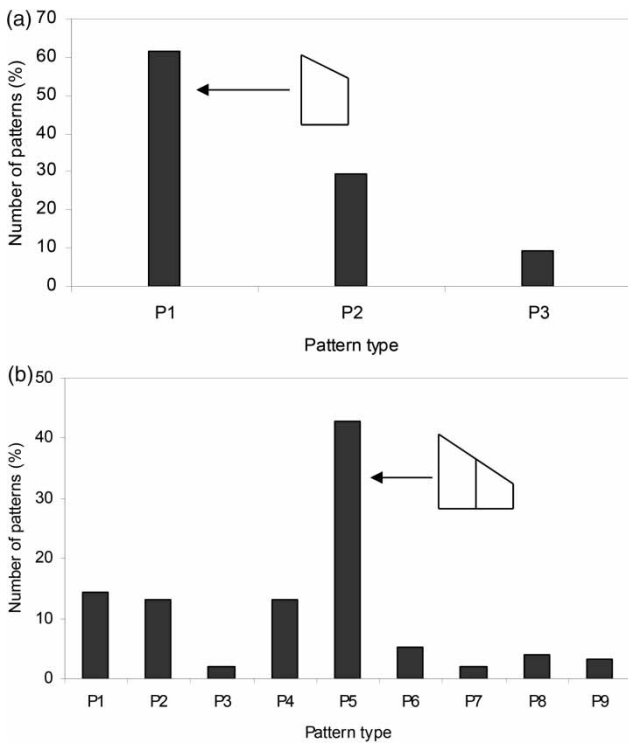 (a)
70
60
50
40
30
20
10
0
Number of patterns (%)
P1 P2 P3
Pattern type
(b)
50
40
30
20
10
0
Number of patterns (%)
P1 P2 P3 P4 P5 P6 P7 P8 P9
Pattern type